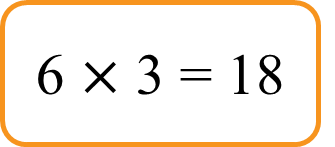 6 × 3 = 18